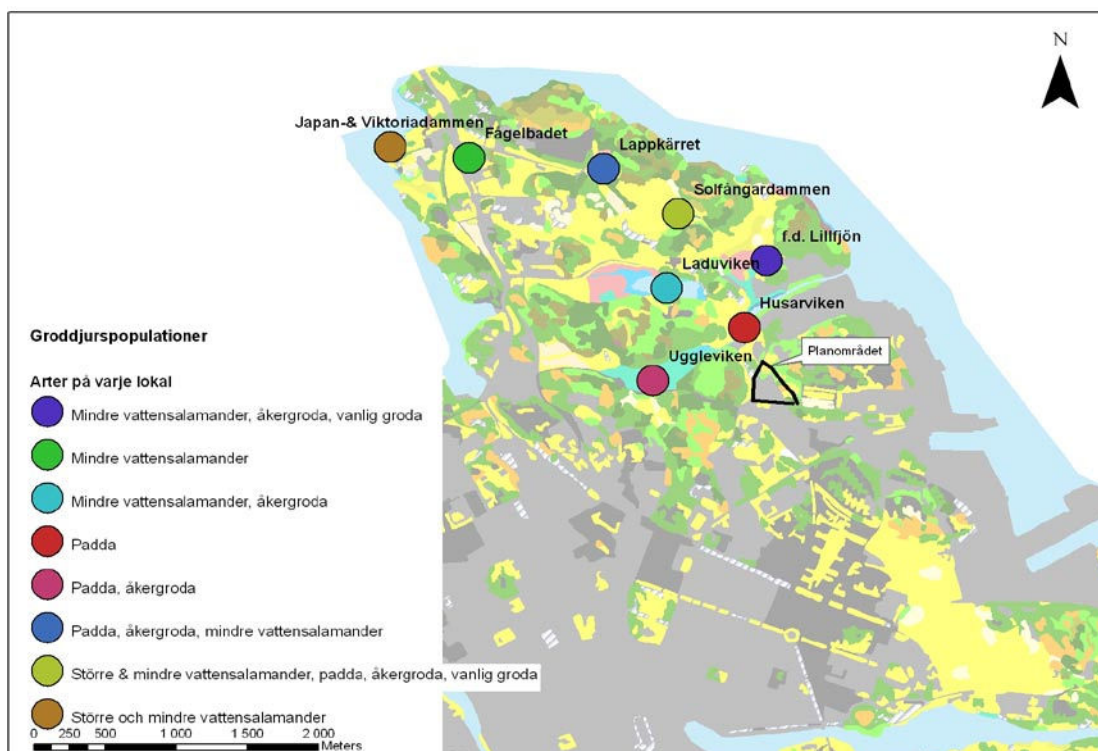 N
Japan-& Viktoriadammen
Fågelbadet
Lappkärret
Solfångardammen
f.d. Lillfjön
Laduviken
Husarviken
Uggleviken
Planområdet
Groddjurspopulationer
Arter på varje lokal
Mindre vattensalamander, åkergroda, vanlig groda
Mindre vattensalamander
Mindre vattensalamander, åkergroda
Padda
Padda, åkergroda
Padda, åkergroda, mindre vattensalamander
Större & mindre vattensalamander, padda, åkergroda, vanlig groda
Större och mindre vattensalamander
0 500 1 000 1 500 2 000
Meters